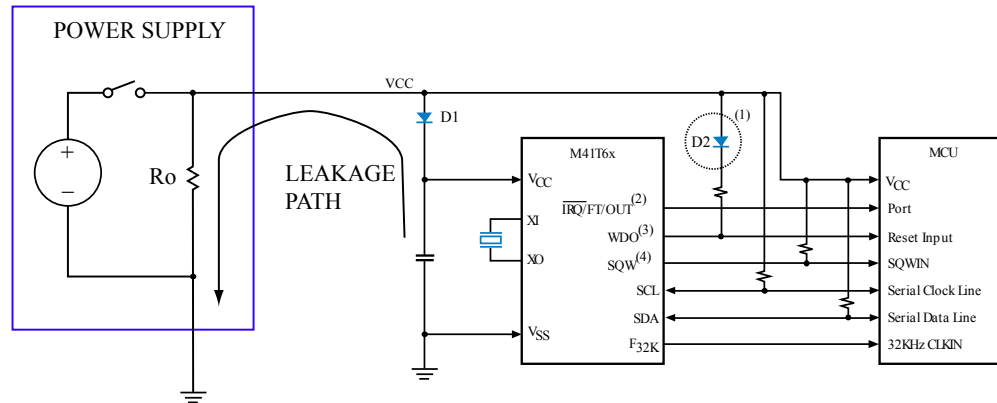 POWER SUPPLY
VCC
D1
Ro
+
−
LEAKAGE
PATH
M41T6x
VCC
XI
XO
VSS
IRQ/FT/OUT(2)
WDO(3)
SQW(4)
SCL
SDA
F32K
D2
(1)
MCU
VCC
Port
Reset Input
SQWIN
Serial Clock Line
Serial Data Line
32KHz CLKIN